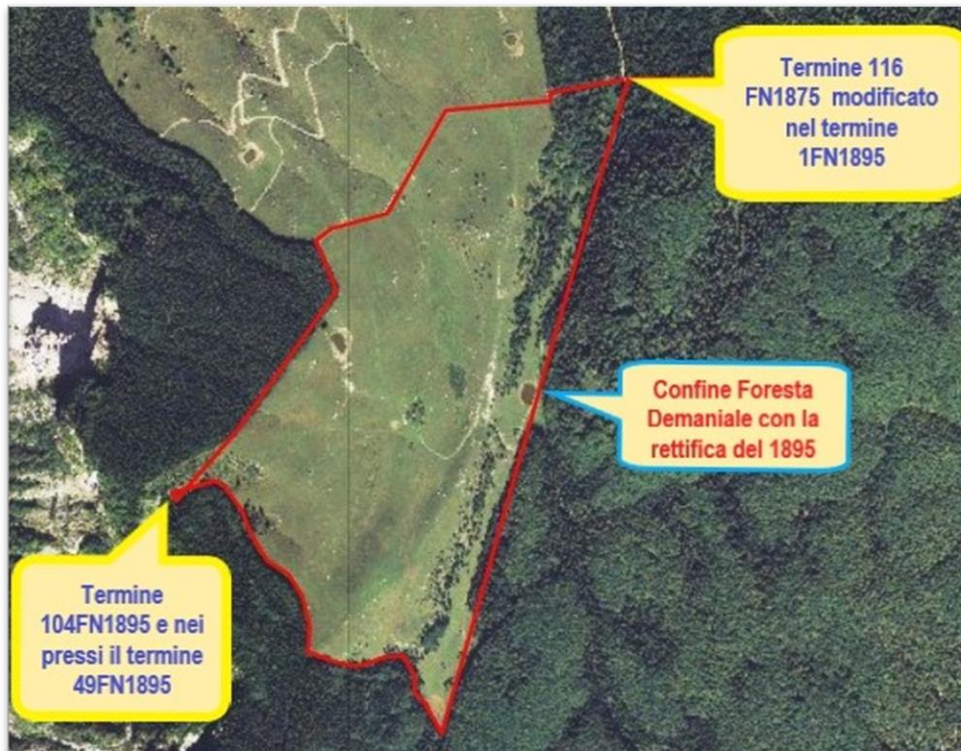 Termine 116
FN1875 modificato
nel termine
1FN1895
Confine Foresta
Demaniale con la
rettifica del 1895
Termine
104FN1895 e nei
pressi il termine
49FN1895